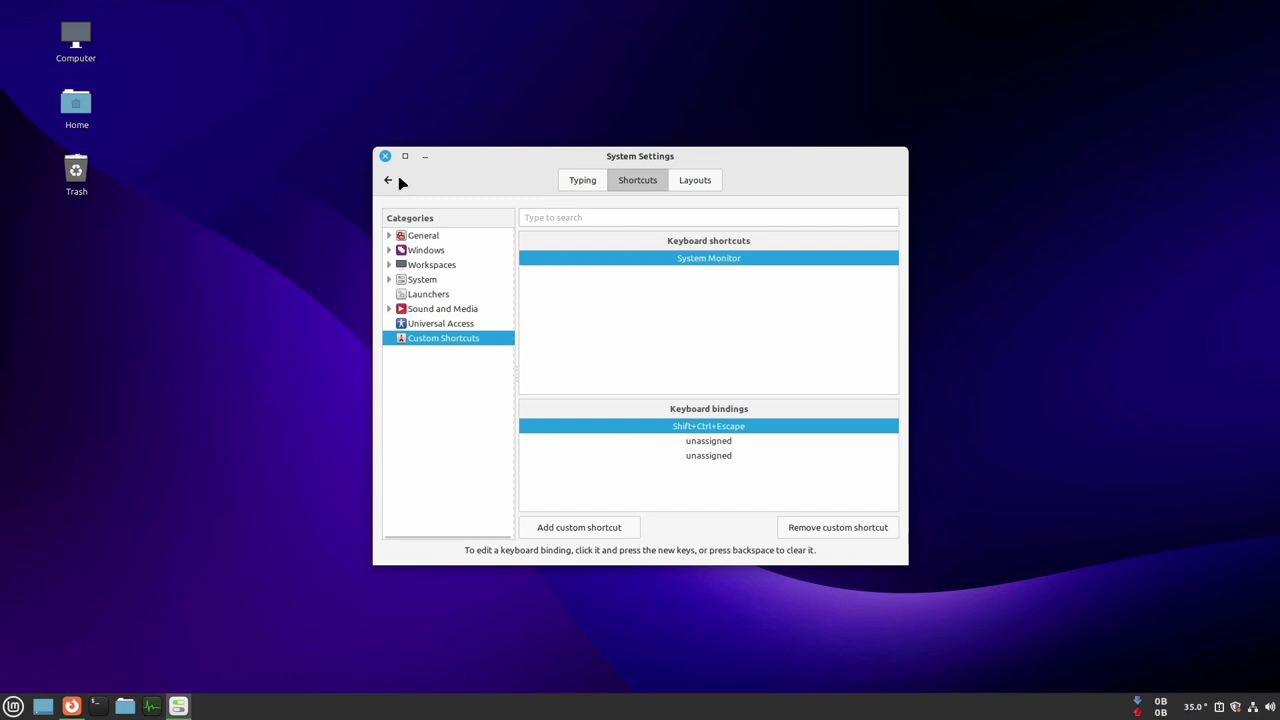 Computer
Home
Trash
System Settings
Typing
Shortcuts
Layouts
Categories
General
Windows
Workspaces
System
Launchers
Sound and Media
Universal Access
Custom Shortcuts
Type to search
Keyboard shortcuts
System Monitor
Keyboard bindings
Shift+Ctrl+Escape
unassigned
unassigned
Add custom shortcut
Remove custom shortcut
To edit a keyboard binding, click it and press the new keys, or press backspace to clear it.
0B
0B
35.0°